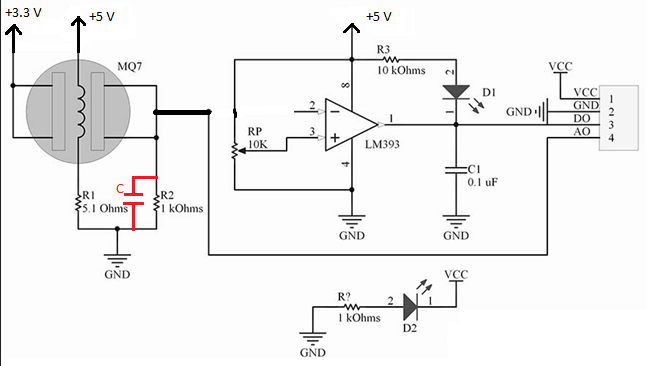 +3.3 V
+5 V
MQ7
R1
5.1 Ohms
C
R2
1 kOhms
GND
+5 V
R3
10 kOhms
RP
10K
2
3
8
4
1
LM393
2
D1
1
C1
0.1 uF
GND
GND
VCC
VCC
1
GND
GND
2
DO
3
AO
4
R?
1 kOhms
2
D2
1
VCC
GND